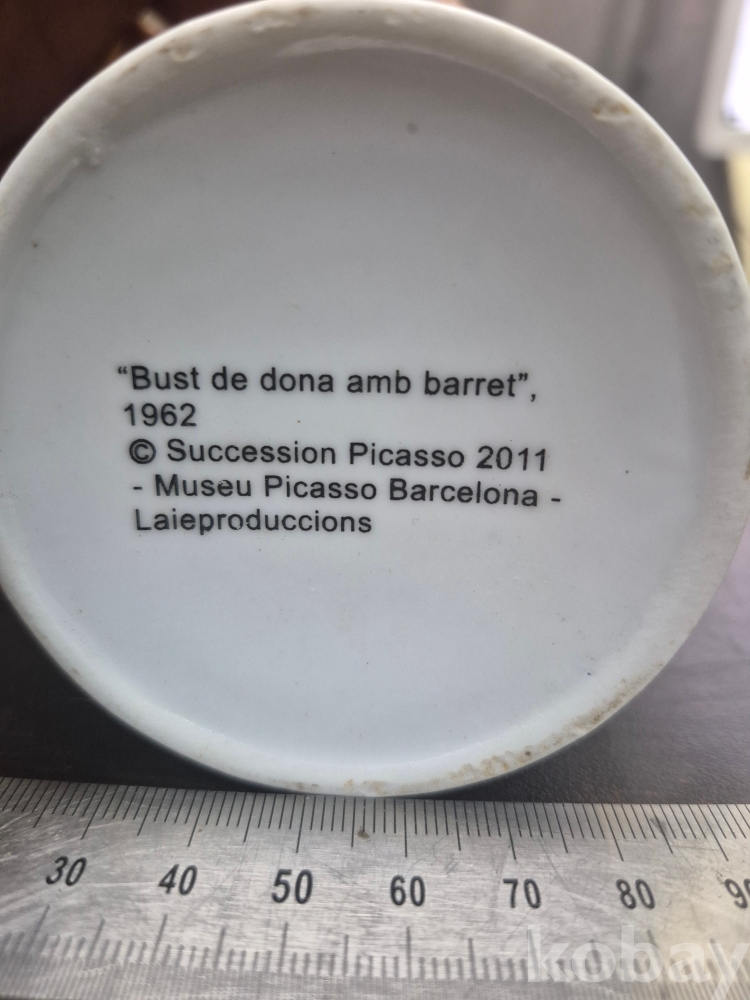 “Bust de dona amb barret”,
1962
© Succession Picasso 2011
- Museu Picasso Barcelona -
Laieproduccions
30 40 50 60 70 80 90
kobay